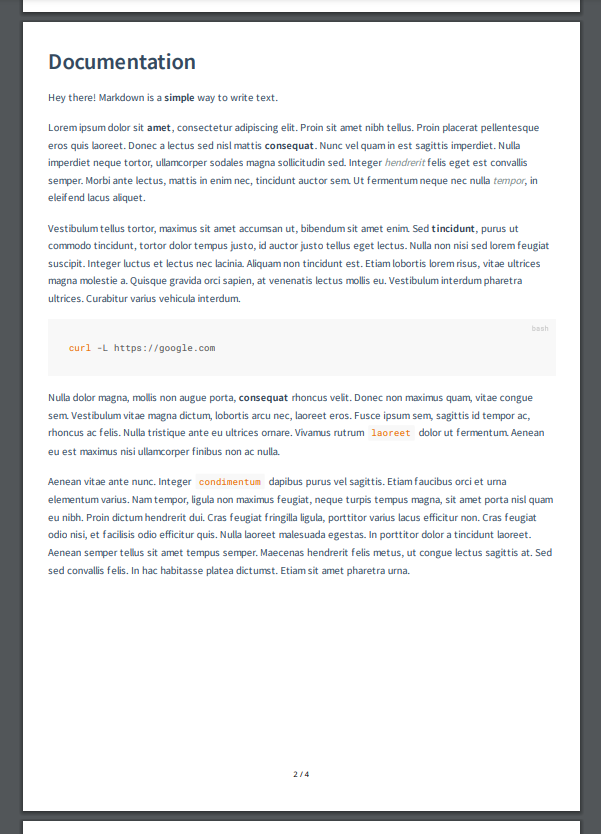 Documentation
Hey there! Markdown is a simple way to write text.
Lorem ipsum dolor sit amet, consectetur adipiscing elit. Proin sit amet nibh tellus. Proin placerat pellentesque
eros quis laoreet. Donec a lectus sed nisl mattis consequat. Nunc vel quam in est sagittis imperdiet. Nulla
imperdiet neque tortor, ullamcorper sodales magna sollicitudin sed. Integer hendrerit felis eget est convallis
semper. Morbi ante lectus, mattis in enim nec, tincidunt auctor sem. Ut fermentum neque nec nulla tempor, in
eleifend lacus aliquet.
Vestibulum tellus tortor, maximus sit amet accumsan ut, bibendum sit amet enim. Sed tincidunt, purus ut
commodo tincidunt, tortor dolor tempus justo, id auctor justo tellus eget lectus. Nulla non nisi sed lorem feugiat
suscipit. Integer luctus et lectus nec lacinia. Aliquam non tincidunt est. Etiam lobortis lorem risus, vitae ultrices
magna molestie a. Quisque gravida orci sapien, at venenatis lectus mollis eu. Vestibulum interdum pharetra
ultrices. Curabitur varius vehicula interdum.
bash
curl -L https://google.com
Nulla dolor magna, mollis non augue porta, consequat rhoncus velit. Donec non maximus quam, vitae congue
sem. Vestibulum vitae magna dictum, lobortis arcu nec, laoreet eros. Fusce ipsum sem, sagittis id tempor ac,
rhoncus ac felis. Nulla tristique ante eu ultrices ornare. Vivamus rutrum laoreet dolor ut fermentum. Aenean
eu est maximus nisi ullamcorper finibus non ac nulla.
Aenean vitae ante nunc. Integer condimentum dapibus purus vel sagittis. Etiam faucibus orci et urna
elementum varius. Nam tempor, ligula non maximus feugiat, neque turpis tempus magna, sit amet porta nisl quam
eu nibh. Proin dictum hendrerit dui. Cras feugiat fringilla ligula, porttitor varius lacus efficitur non. Cras feugiat
odio nisi, et facilisis odio efficitur quis. Nulla laoreet malesuada egestas. In porttitor dolor a tincidunt laoreet.
Aenean semper tellus sit amet tempus semper. Maecenas hendrerit felis metus, ut congue lectus sagittis at. Sed
sed convallis felis. In hac habitasse platea dictumst. Etiam sit amet pharetra urna.
2 / 4